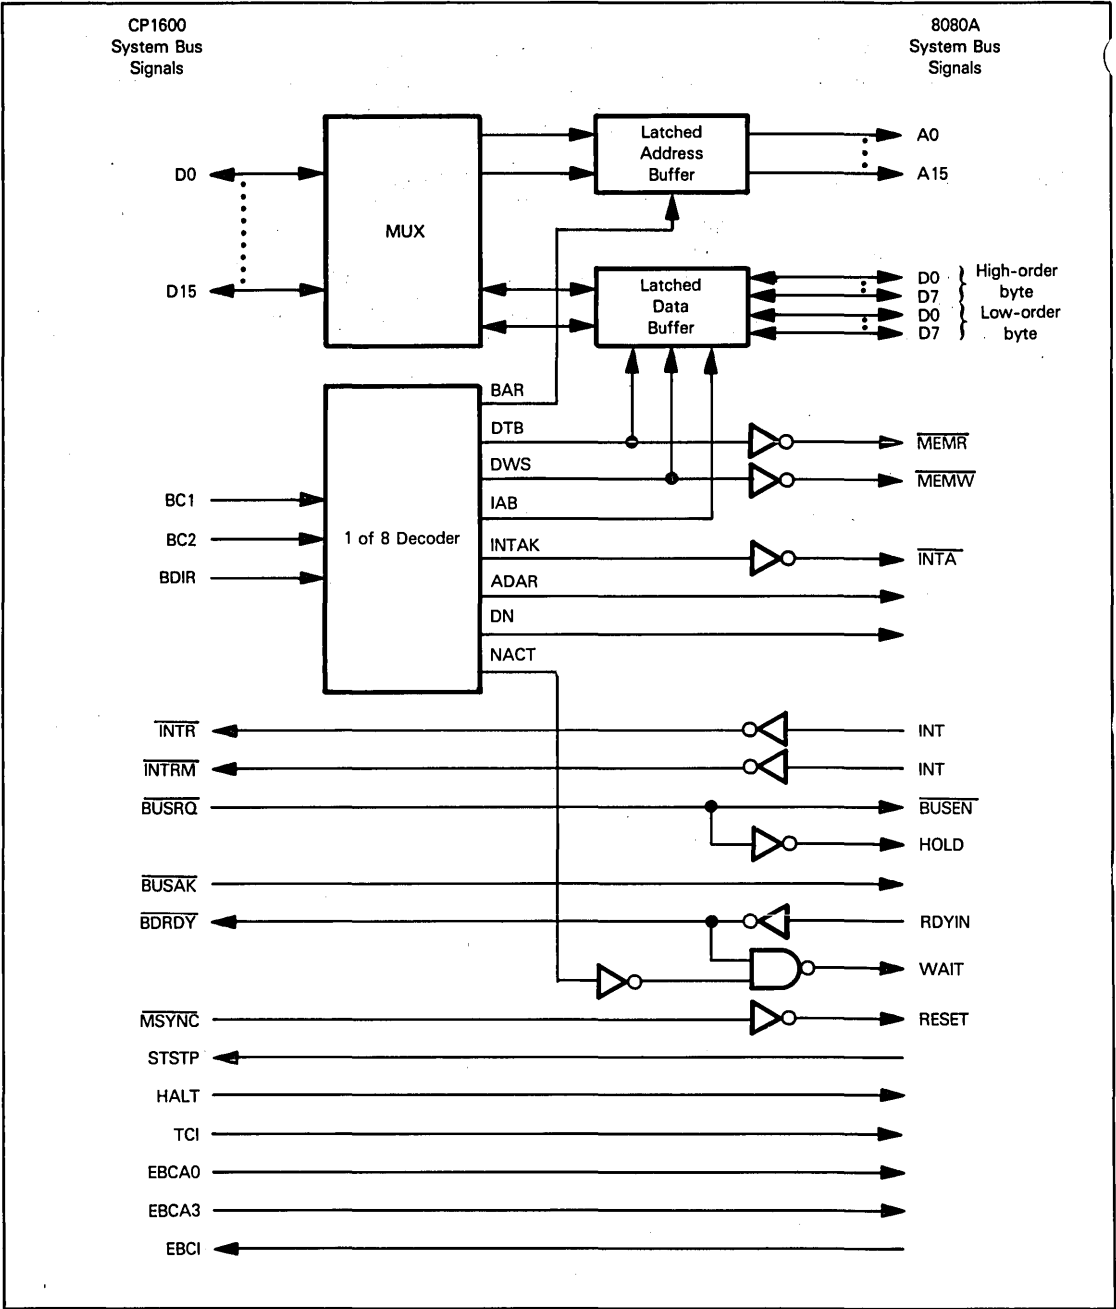 CP1600
System Bus
Signals
8080A
System Bus
Signals
D0
D15
MUX
Latched
Address
Buffer
A0
A15
Latched
Data
Buffer
D0
D7
High-order
byte
D0
D7
Low-order
byte
BC1
BC2
BDIR
1 of 8 Decoder
BAR
DTB
DWS
IAB
INTAK
ADAR
DN
NACT
MEMR
MEMW
INTA
INTR
INT
INTRM
INT
BUSRQ
BUSEN
HOLD
BUSAK
BDRDY
RDYIN
WAIT
MSYNC
RESET
STSTP
HALT
TCI
EBCA0
EBCA3
EBCI